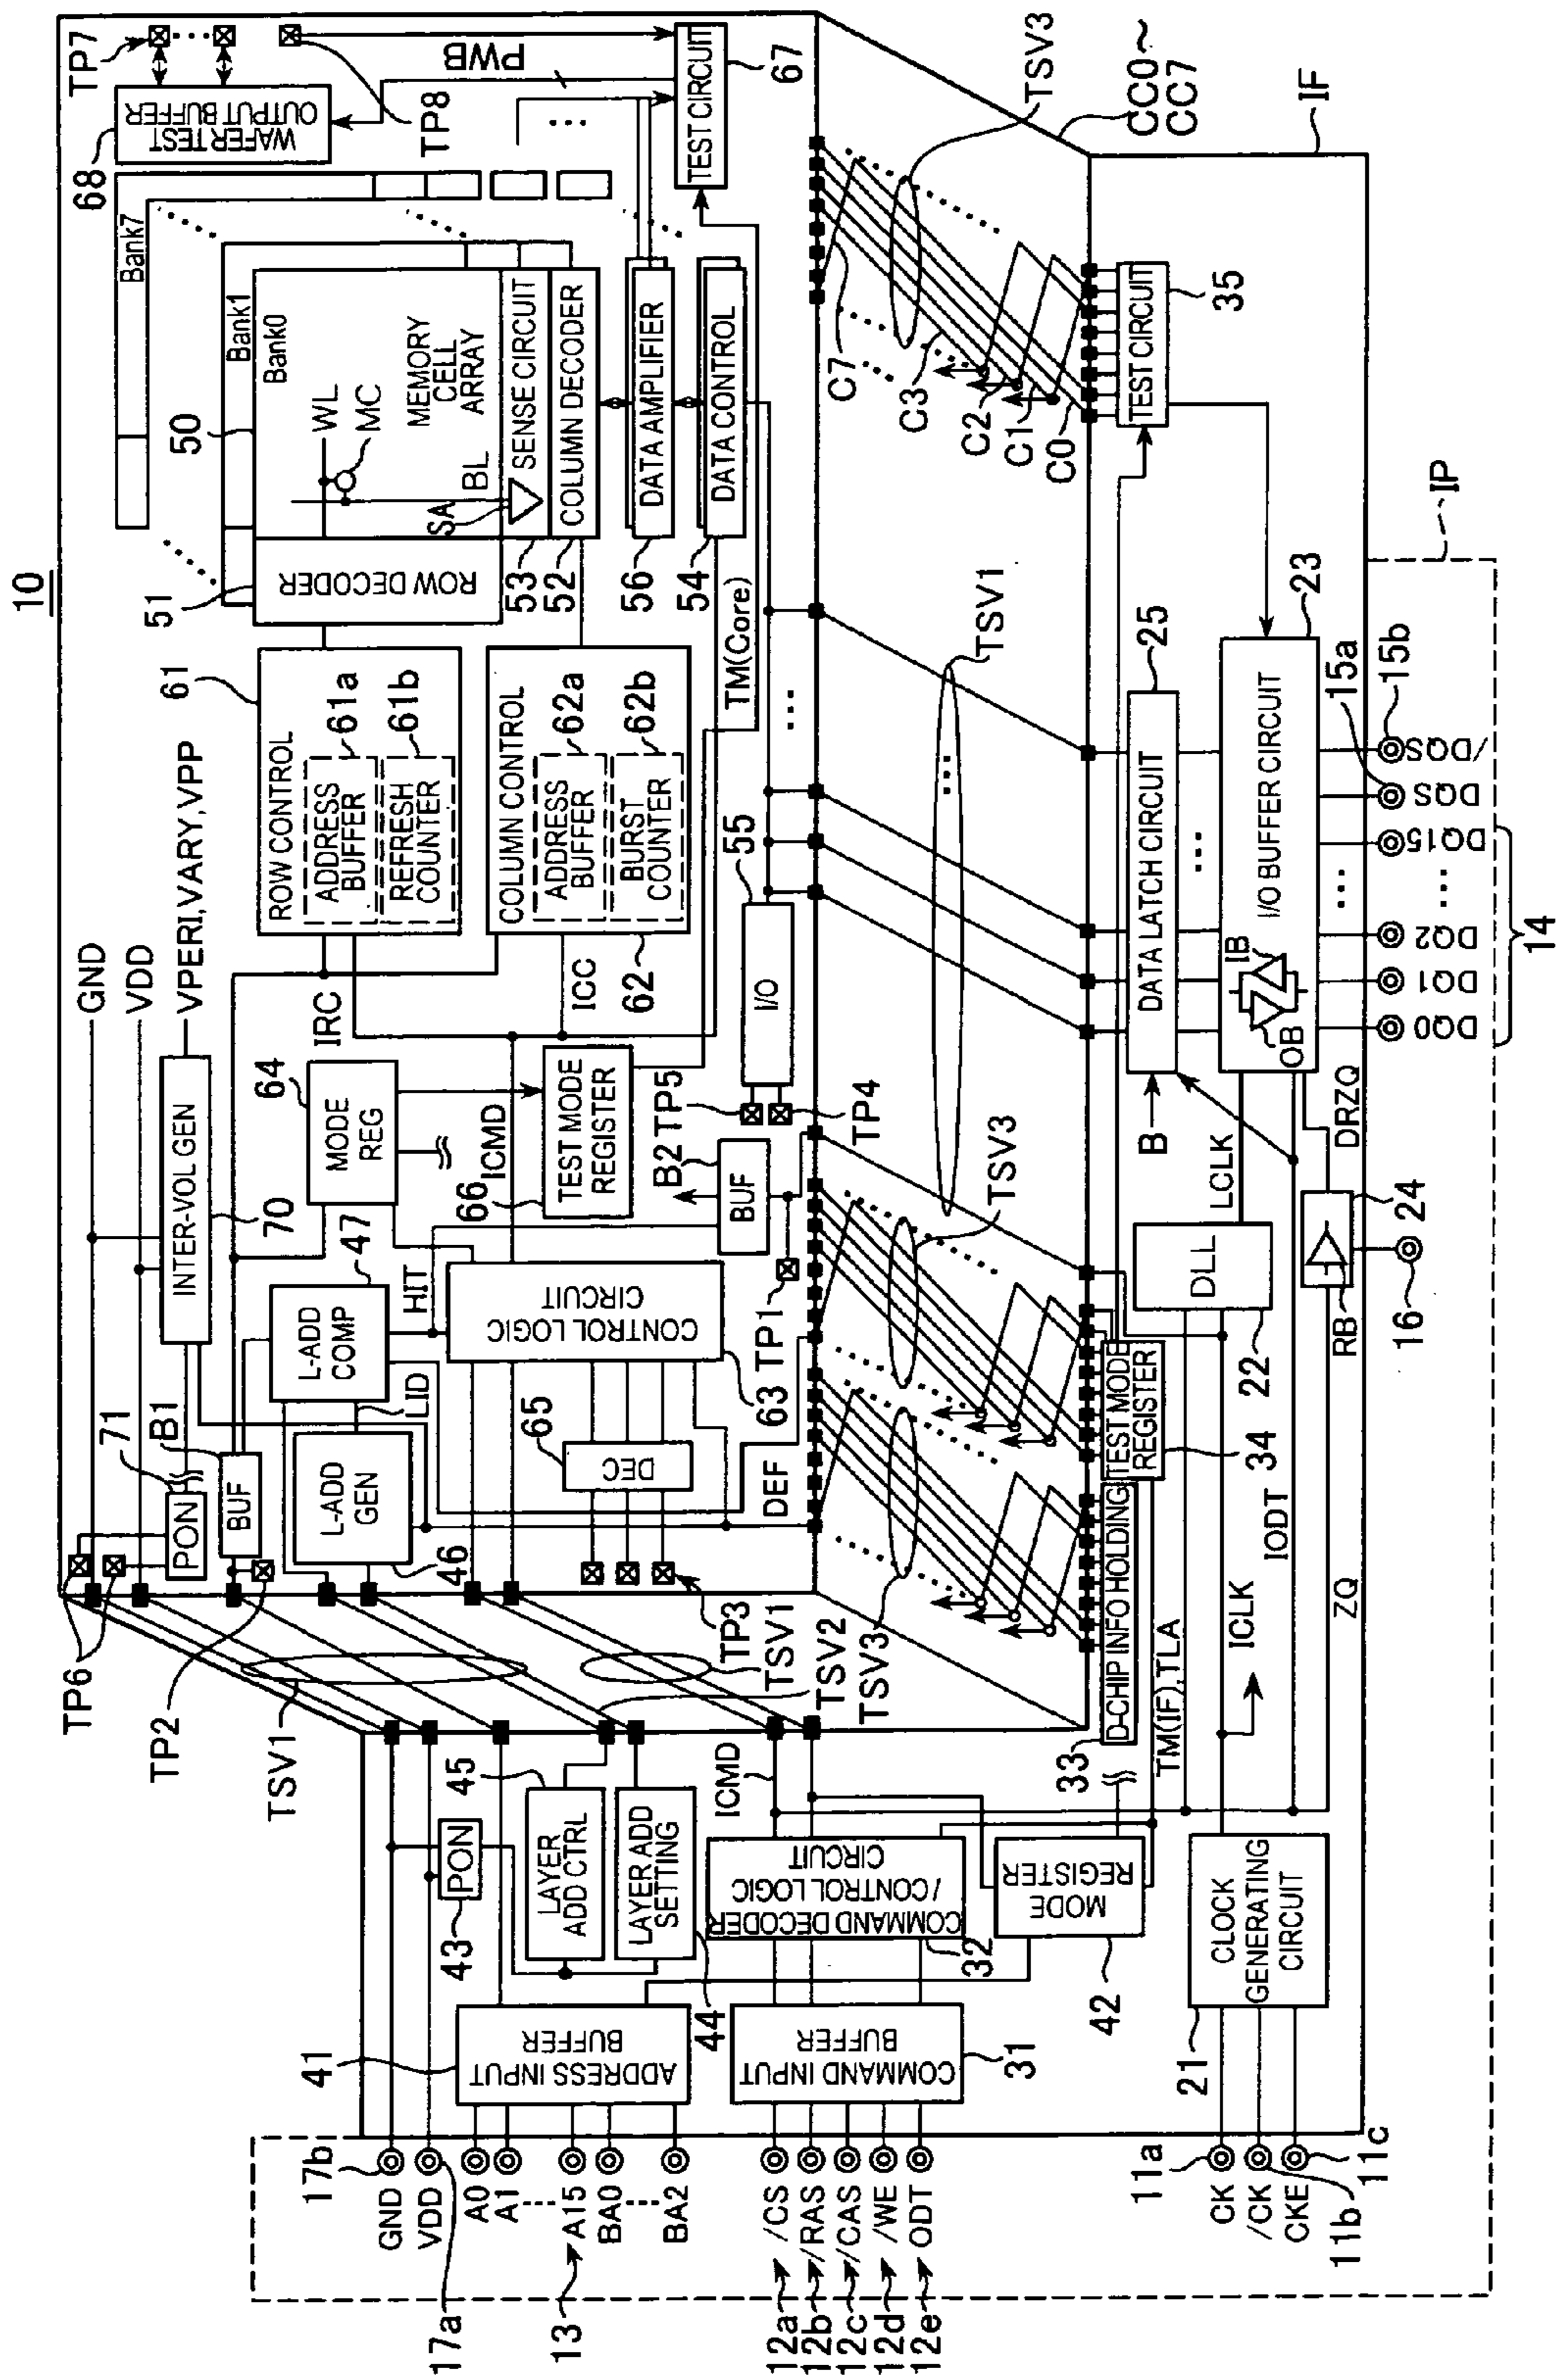 10
GND
VDD
VPERI,VARY,VPP
TP6
71
PON
B1
BUF
TP2
INTER-VOL GEN
70
IRC
64
MODE
REG
47
L-ADD
COMP
HIT
LID
L-ADD
GEN
46
ICMD
66
TEST MODE
REGISTER
CONTROL LOGIC
CIRCUIT
63
65
DEC
DEF
TP3
TP1
BUF
B2
TP5
TP4
I/O
55
61
ROW CONTROL
ADDRESS
BUFFER
61a
REFRESH
COUNTER
61b
COLUMN CONTROL
ADDRESS
BUFFER
62a
BURST
COUNTER
62b
ICC
62
TM(Core)
51
ROW DECODER
50
Bank7
Bank1
Bank0
WL
MC
MEMORY
CELL
ARRAY
SA
BL
SENSE CIRCUIT
53
COLUMN DECODER
52
DATA AMPLIFIER
56
DATA CONTROL
54
68
WAFER TEST
OUTPUT BUFFER
TP7
TP8
PWB
TEST CIRCUIT
67
CC0~
CC7
TSV3
C7
C3
C2
C1
C0
TSV1
TSV3
TSV3
TSV2
TSV1
TSV1
IF
IP
TEST CIRCUIT
35
25
DATA LATCH CIRCUIT
B
23
I/O BUFFER CIRCUIT
IB
OB
LCLK
DLL
22
DRZQ
24
RB
16
15a
15b
DQ0
DQ1
DQ2
DQ15
DQS
/DQS
14
D-CHIP INFO HOLDING
33
TEST MODE
REGISTER
34
TM(IF),TLA
ICLK
IODT
ZQ
ICMD
45
LAYER
ADD CTRL
LAYER ADD
SETTING
44
PON
43
COMMAND DECODER
/CONTROL LOGIC
CIRCUIT
32
MODE
REGISTER
42
CLOCK
GENERATING
CIRCUIT
21
41
ADDRESS INPUT
BUFFER
COMMAND INPUT
BUFFER
31
17b
GND
VDD
17a
A0
A1
A15
BA0
BA2
13
12a /CS
12b /RAS
12c /CAS
12d /WE
12e ODT
11a
CK
/CK
CKE
11b
11c